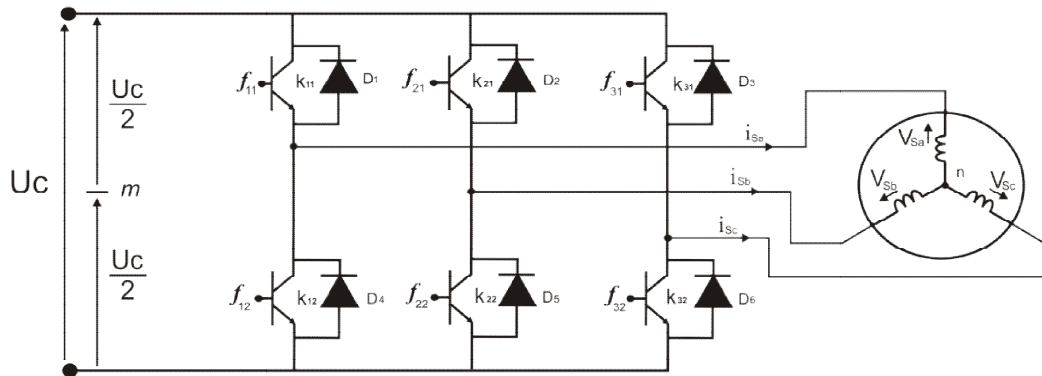 Uc
Uc
2
m
Uc
2
f11
k11
D1
f21
k21
D2
f31
k31
D3
iSa
iSb
iSc
VSa
VSb
VSc
n
f12
k12
D4
f22
k22
D5
f32
k32
D6